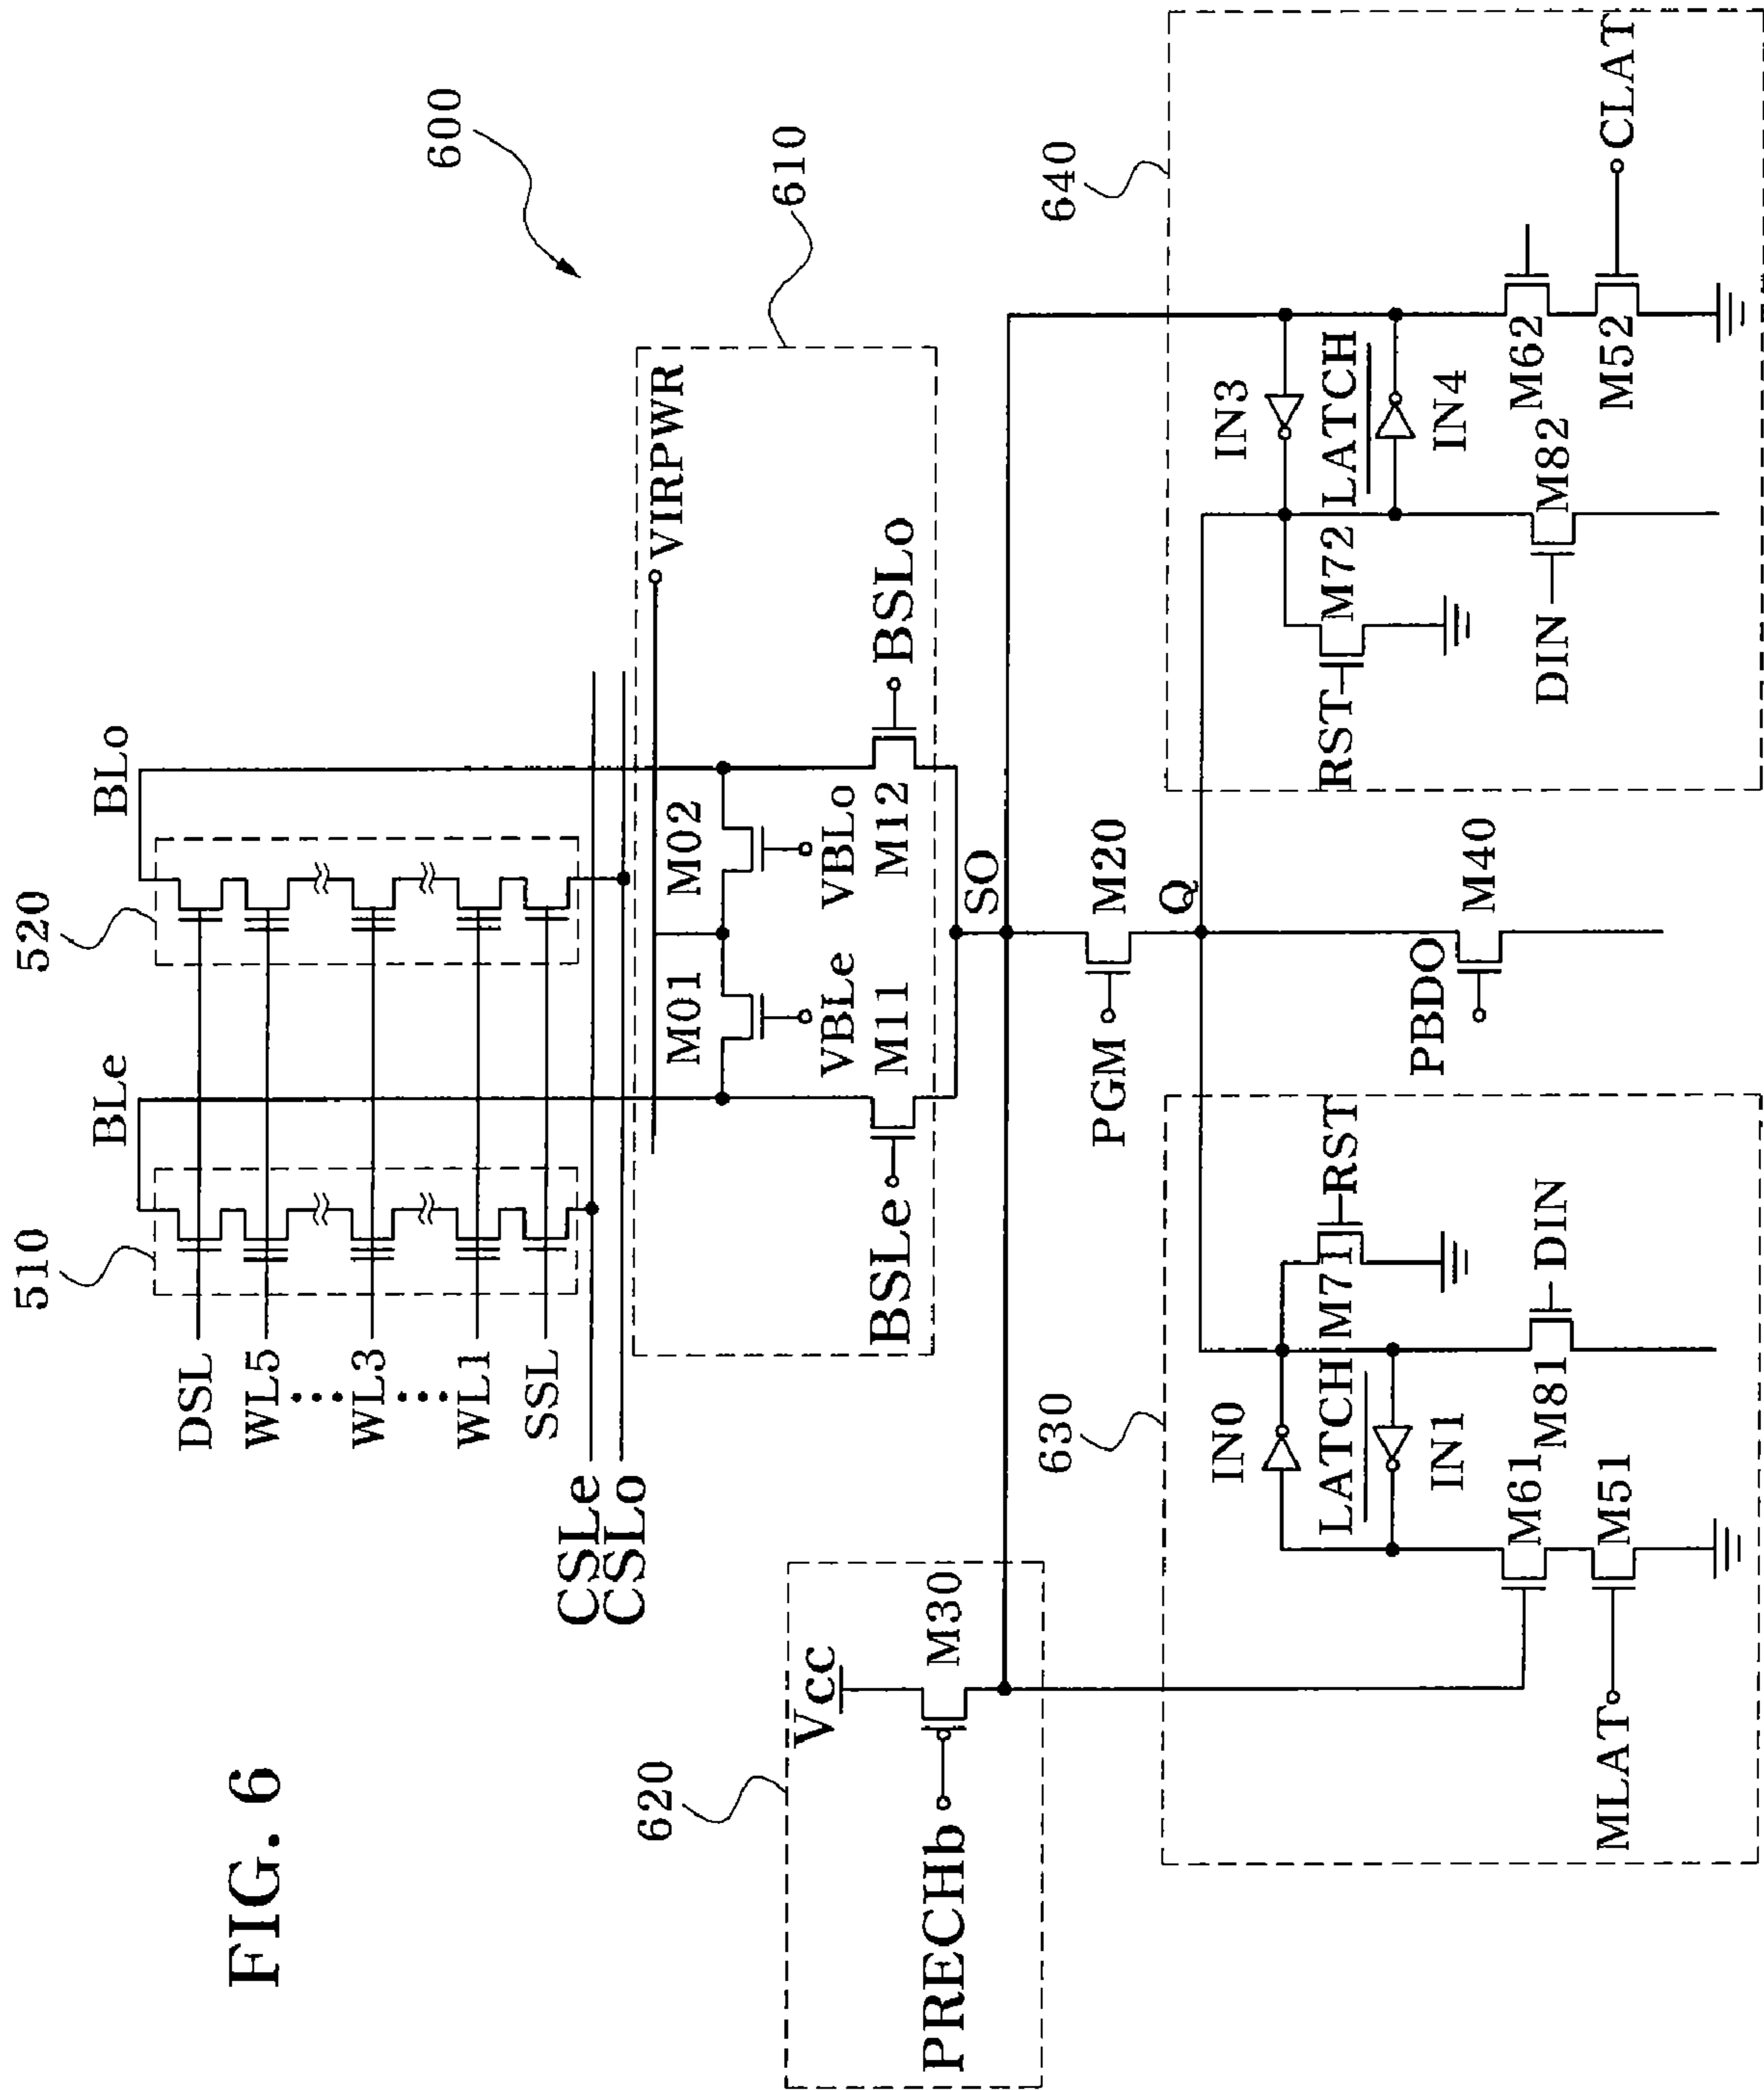 FIG. 6
510
520
BLe
BLo
600
DSL
WL5
WL3
WL1
SSL
CSLe
CSLo
VIRPWR
610
M01
M02
VBLe
VBLo
BSLe
M11
M12
BSLo
620
Vcc
M30
PRECHb
SO
PGM
M20
Q
PBDO
M40
630
IN0
LATCH
M71
RST
IN1
M81
DIN
M61
M51
MLAT
640
IN3
LATCH
M72
RST
IN4
M82
DIN
M62
M52
CLAT